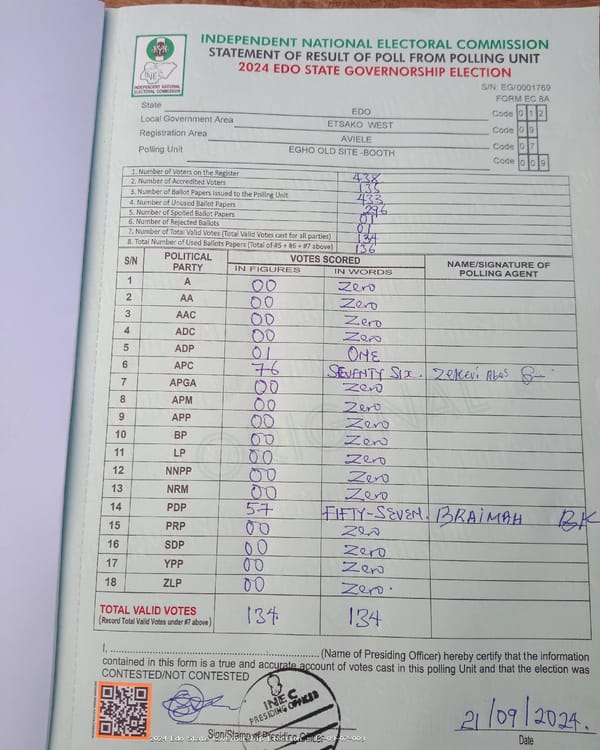 INDEPENDENT NATIONAL ELECTORAL COMMISSION
STATEMENT OF RESULT OF POLL FROM POLLING UNIT
2024 EDO STATE GOVERNORSHIP ELECTION
INEC
INDEPENDENT NATIONAL ELECTORAL COMMISSION
S/N: EG/0001769
FORM EC 8A
State EDO Code 0 1 2
Local Government Area ETSAKO WEST Code 0 9
Registration Area AVIELE Code 0 7
Polling Unit EGHO OLD SITE -BOOTH Code 0 0 9
1. Number of Voters on the Register 438
2. Number of Accredited Voters 135
3. Number of Ballot Papers Issued to the Polling Unit 433
4. Number of Unused Ballot Papers 296
5. Number of Spoiled Ballot Papers 01
6. Number of Rejected Ballots 01
7. Number of Total Valid Votes (Total Valid Votes cast for all parties) 134
8. Total Number of Used Ballots Papers (Total of #5 + #6 + #7 above) 136
S/N POLITICAL PARTY VOTES SCORED NAME/SIGNATURE OF POLLING AGENT
IN FIGURES IN WORDS
1 A 00 Zero
2 AA 00 Zero
3 AAC 00 Zero
4 ADC 00 Zero
5 ADP 01 ONE
6 APC 76 SEVENTY SIX.
7 APGA 00 Zero
8 APM 00 Zero
9 APP 00 Zero
10 BP 00 Zero
11 LP 00 Zero
12 NNPP 00 Zero
13 NRM 00 Zero
14 PDP 57 FIFTY-SEVEN. BRAIMAH BK
15 PRP 00 Zero
16 SDP 00 Zero
17 YPP 00 Zero
18 ZLP 00 Zero.
ORIGINAL
TOTAL VALID VOTES 134 134
(Record Total Valid Votes under #7 above)
I, ............................................... (Name of Presiding Officer) hereby certify that the information
contained in this form is a true and accurate account of votes cast in this polling Unit and that the election was
CONTESTED/NOT CONTESTED
INEC
PRESIDING OFFICER
21/09/2024.
Sign/Stamp of Presiding Officer Date